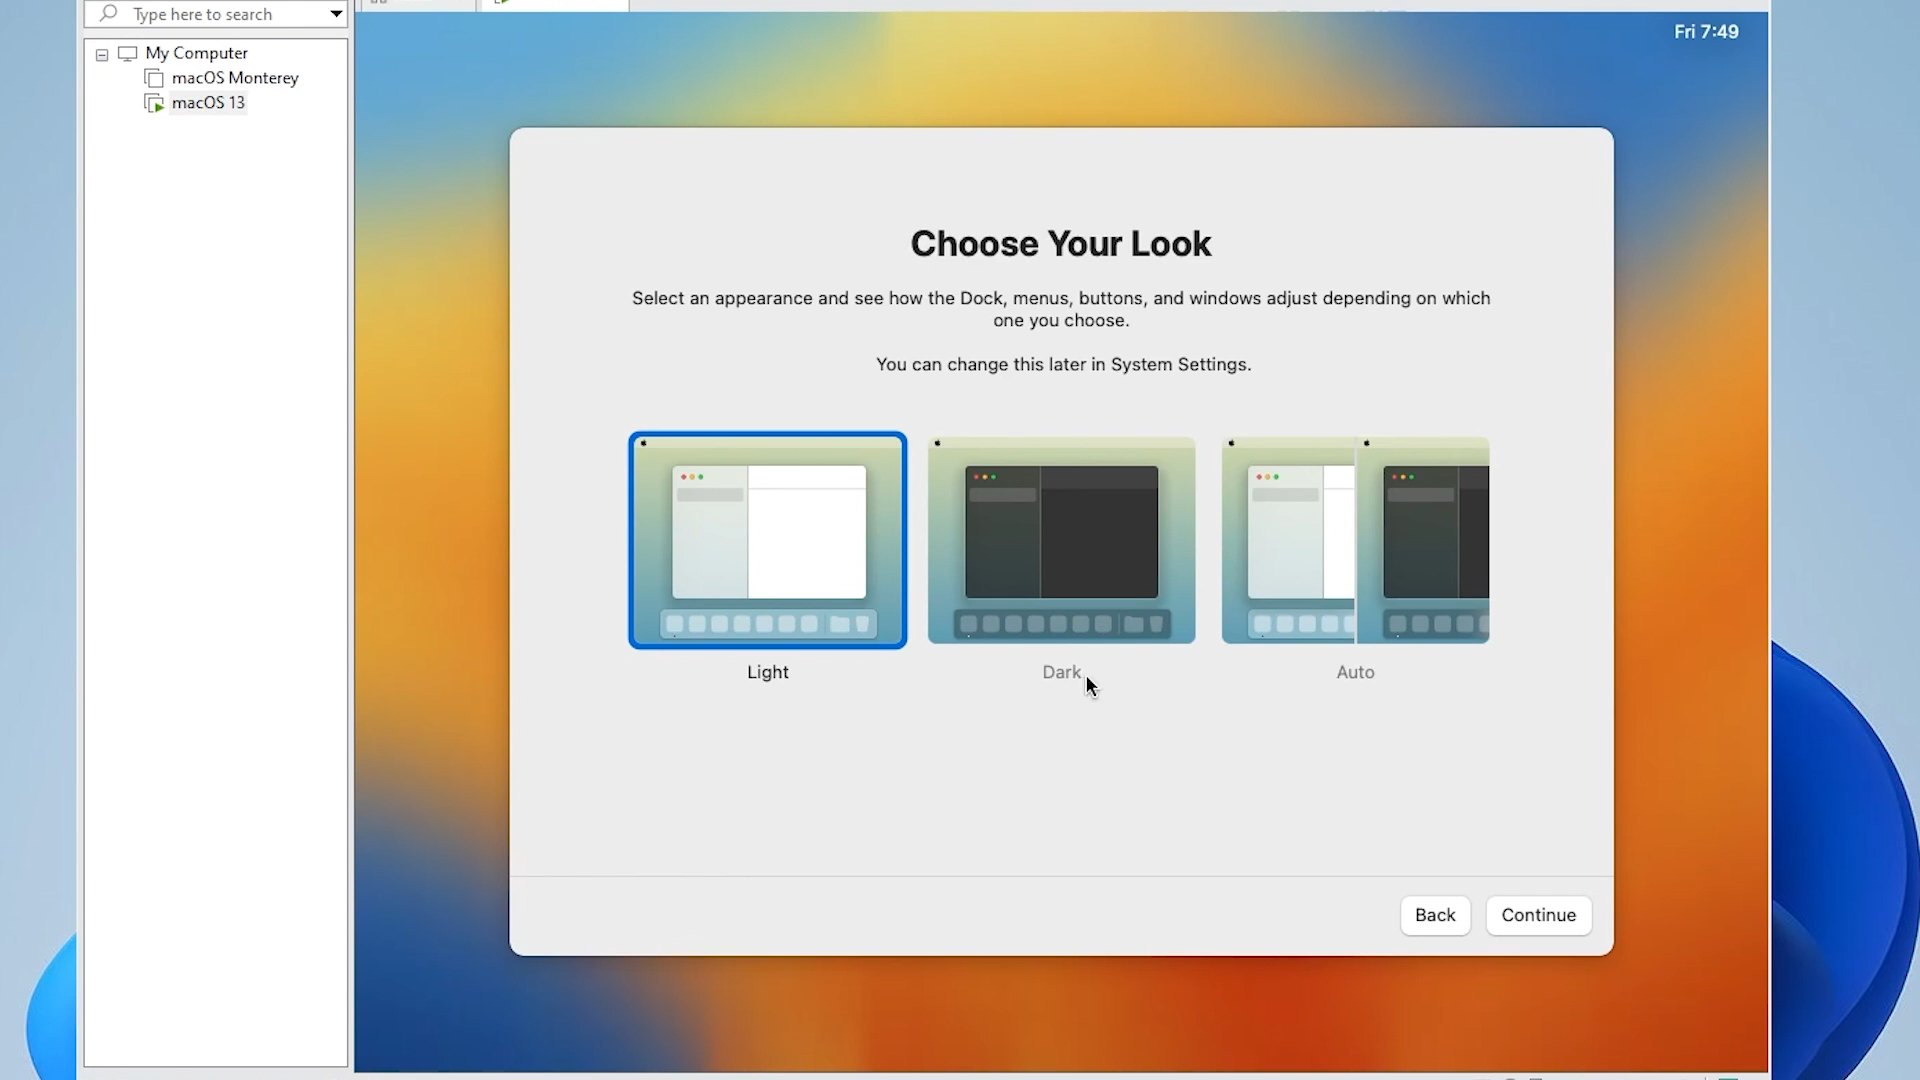 Type here to search
My Computer
macOS Monterey
macOS 13
Fri 7:49
Choose Your Look
Select an appearance and see how the Dock, menus, buttons, and windows adjust depending on which
one you choose.
You can change this later in System Settings.
Light
Dark
Auto
Back
Continue